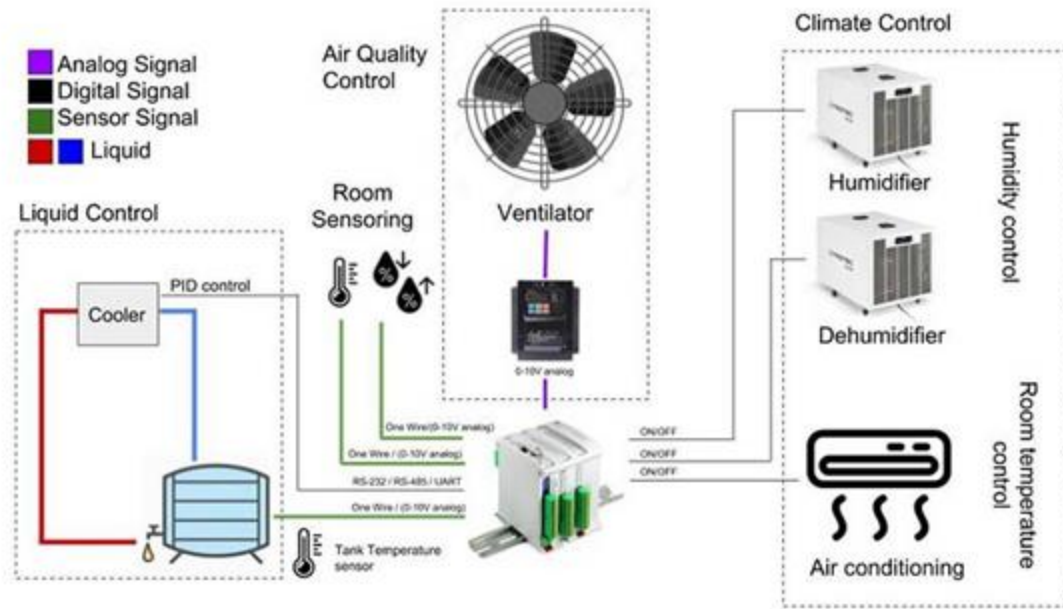 Analog Signal
Digital Signal
Sensor Signal
Liquid
Air Quality
Control
Climate Control
Humidifier
Dehumidifier
Humidity control
Room temperature
control
Air conditioning
Ventilator
0-10V analog
Room
Sensoring
%
%
Liquid Control
PID control
Cooler
One Wire/(0-10V analog)
One Wire / (0-10V analog)
RS-232 / RS-485 / UART
One Wire / (0-10V analog)
Tank Temperature
sensor
ON/OFF
ON/OFF
ON/OFF